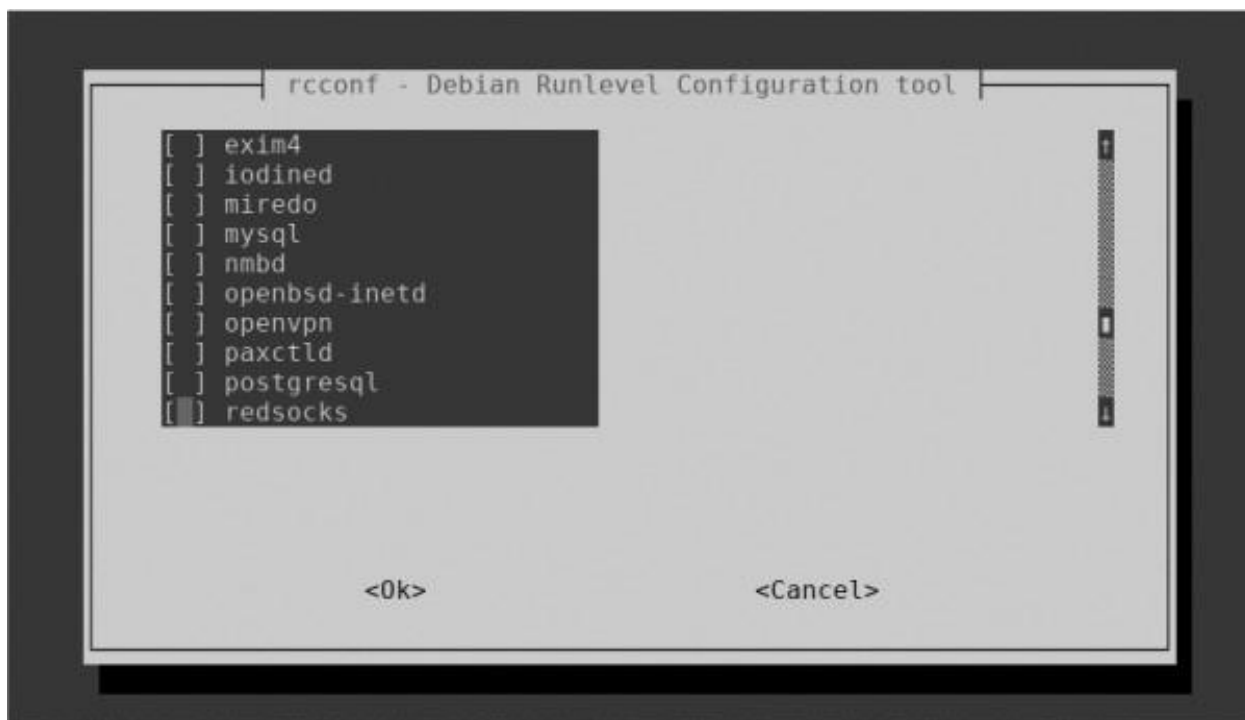 rcconf - Debian Runlevel Configuration tool
[ ] exim4
[ ] iodined
[ ] miredo
[ ] mysql
[ ] nmbd
[ ] openbsd-inetd
[ ] openvpn
[ ] paxctld
[ ] postgresql
[ ] redsocks
<Ok> <Cancel>